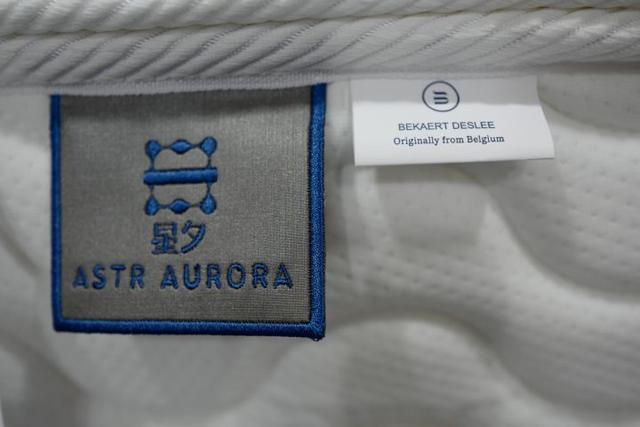 星夕
ASTR AURORA
BEKAERT DESLEE
Originally from Belgium